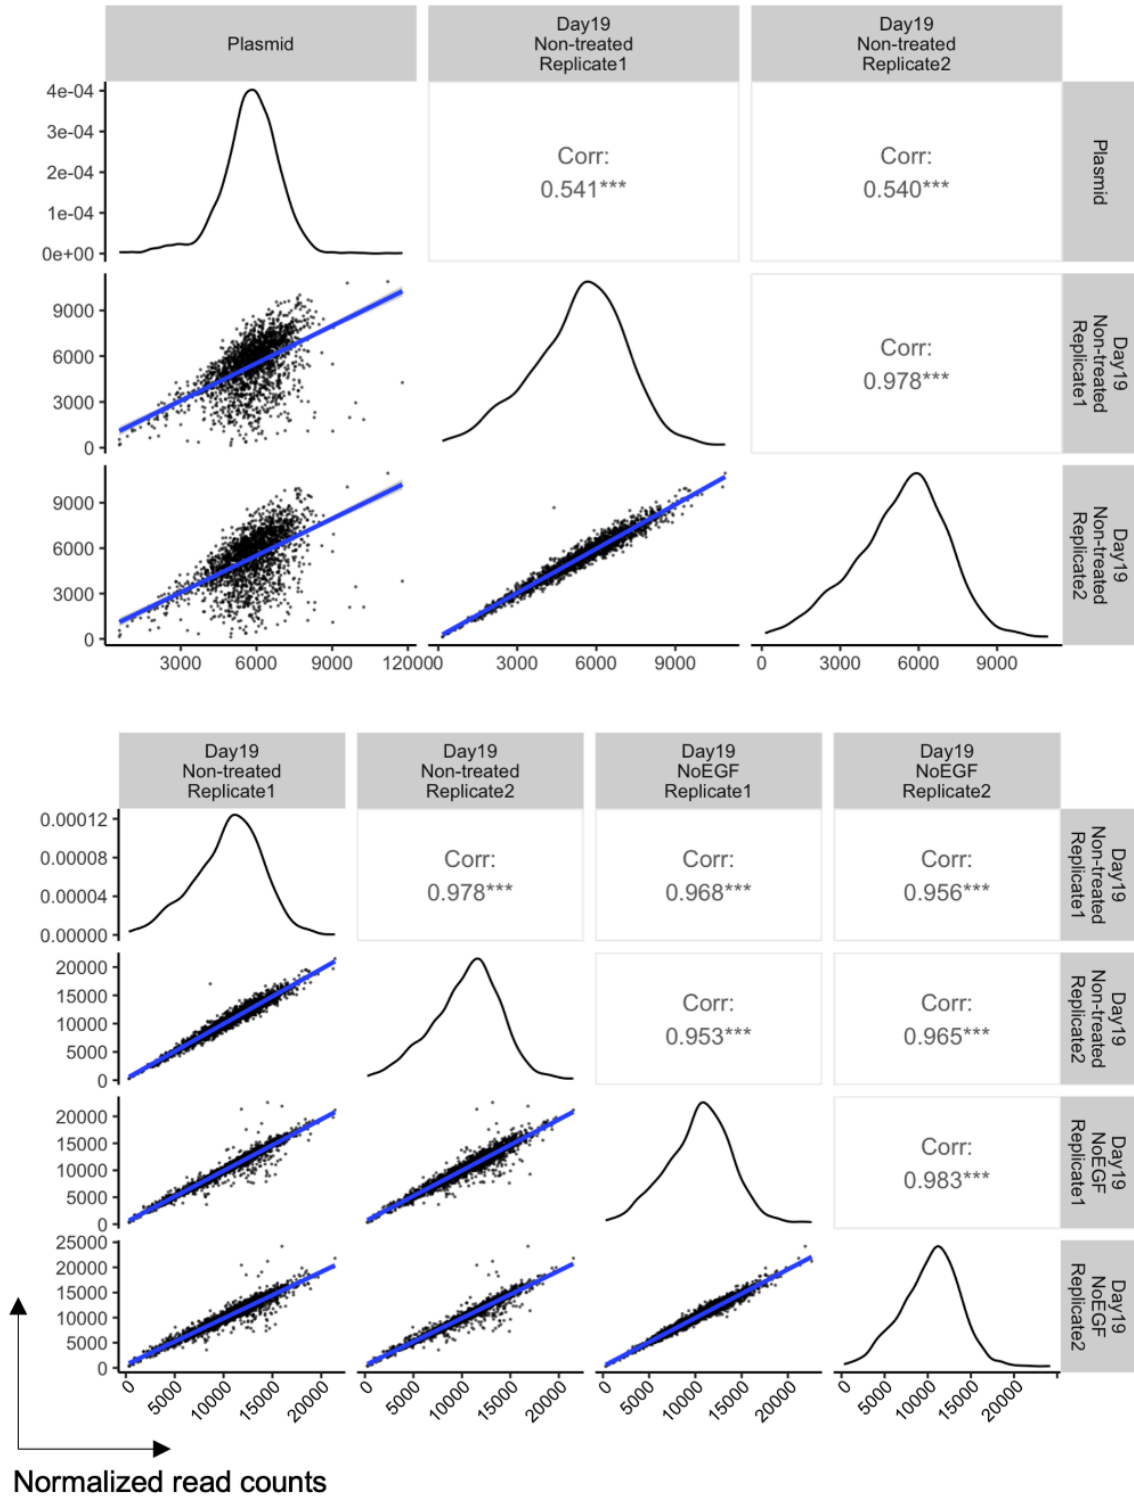 Plasmid
Day19
Non-treated
Replicate1
Day19
Non-treated
Replicate2
4e-04
3e-04
2e-04
1e-04
0e+00
Corr:
0.541***
Corr:
0.540***
Plasmid
9000
6000
3000
0
Corr:
0.978***
Day19
Non-treated
Replicate1
9000
6000
3000
0
Day19
Non-treated
Replicate2
3000 6000 9000 12000 0 3000 6000 9000 0 3000 6000 9000
Day19
Non-treated
Replicate1
Day19
Non-treated
Replicate2
Day19
NoEGF
Replicate1
Day19
NoEGF
Replicate2
0.00012
0.00008
0.00004
0.00000
Corr:
0.978***
Corr:
0.968***
Corr:
0.956***
Day19
Non-treated
Replicate1
20000
15000
10000
5000
0
Corr:
0.953***
Corr:
0.965***
Day19
Non-treated
Replicate2
20000
15000
10000
5000
0
Corr:
0.983***
Day19
NoEGF
Replicate1
25000
20000
15000
10000
5000
0
Day19
NoEGF
Replicate2
0 5000 10000 15000 20000 0 5000 10000 15000 20000 0 5000 10000 15000 20000 0 5000 10000 15000 20000
Normalized read counts